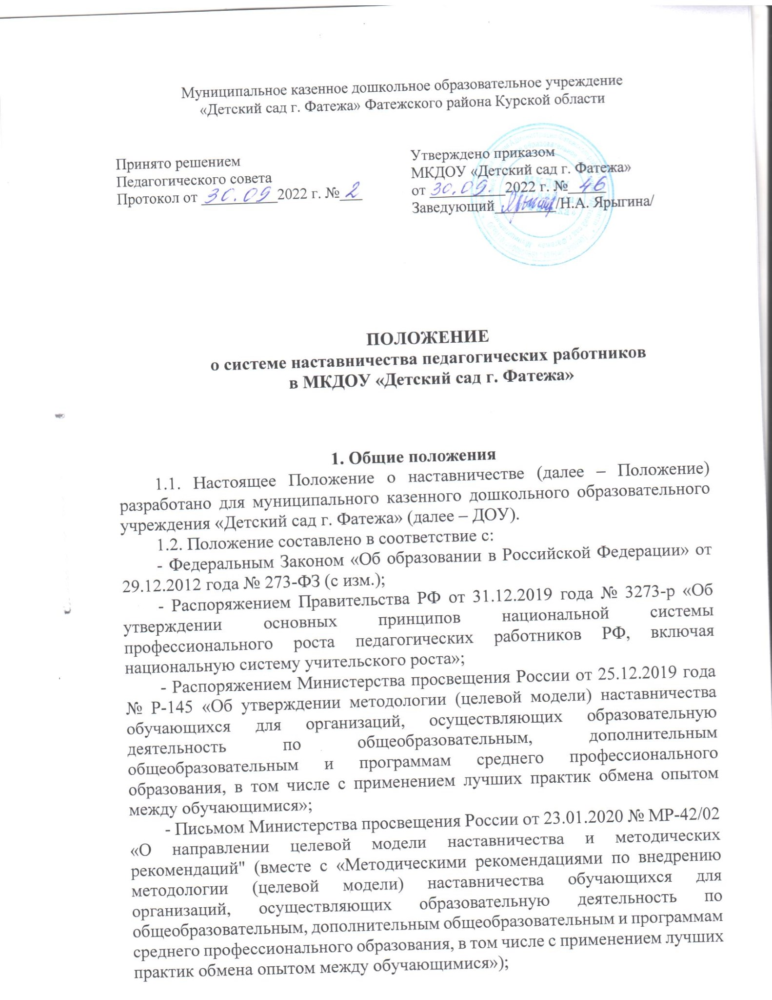 Муниципальное казенное дошкольное образовательное учреждение
«Детский сад г. Фатежа» Фатежского района Курской области
Принято решением
Педагогического совета
Протокол от 30.09 2022 г. № 2
Утверждено приказом
МКДОУ «Детский сад г. Фатежа»
от 30.09. 2022 г. № 46
Заведующий /Н.А. Ярыгина/
ПОЛОЖЕНИЕ
о системе наставничества педагогических работников
в МКДОУ «Детский сад г. Фатежа»
1. Общие положения
1.1. Настоящее Положение о наставничестве (далее – Положение)
разработано для муниципального казенного дошкольного образовательного
учреждения «Детский сад г. Фатежа» (далее – ДОУ).
1.2. Положение составлено в соответствие с:
- Федеральным Законом «Об образовании в Российской Федерации» от
29.12.2012 года № 273-ФЗ (с изм.);
- Распоряжением Правительства РФ от 31.12.2019 года № 3273-р «Об
утверждении основных принципов национальной системы
профессионального роста педагогических работников РФ, включая
национальную систему учительского роста»;
- Распоряжением Министерства просвещения России от 25.12.2019 года
№ Р-145 «Об утверждении методологии (целевой модели) наставничества
обучающихся для организаций, осуществляющих образовательную
деятельность по общеобразовательным, дополнительным
общеобразовательным и программам среднего профессионального
образования, в том числе с применением лучших практик обмена опытом
между обучающимися»;
- Письмом Министерства просвещения России от 23.01.2020 № МР-42/02
«О направлении целевой модели наставничества и методических
рекомендаций" (вместе с «Методическими рекомендациями по внедрению
методологии (целевой модели) наставничества обучающихся для
организаций, осуществляющих образовательную деятельность по
общеобразовательным, дополнительным общеобразовательным и программам
среднего профессионального образования, в том числе с применением лучших
практик обмена опытом между обучающимися»);